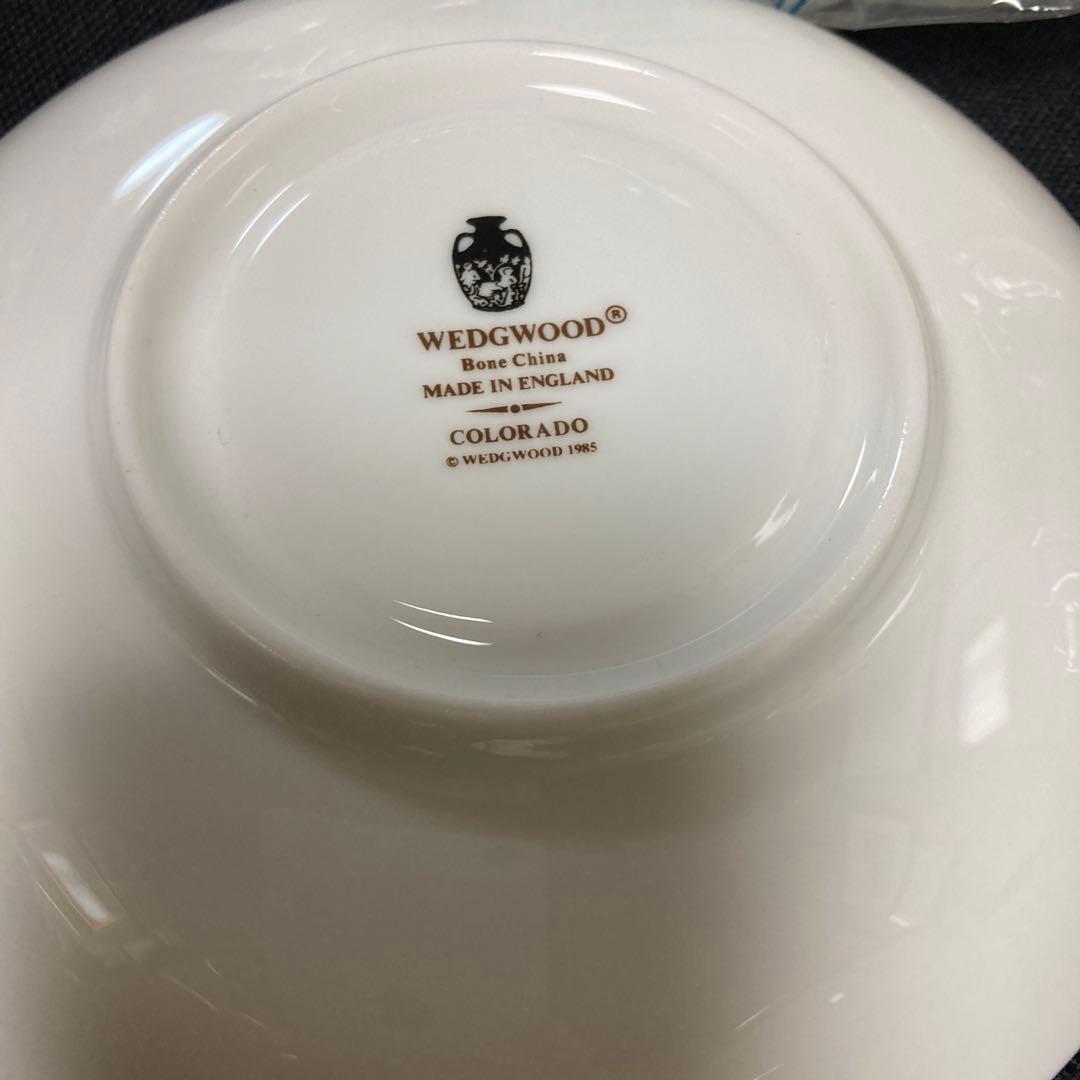 WEDGWOOD®
Bone China
MADE IN ENGLAND
COLORADO
© WEDGWOOD 1985